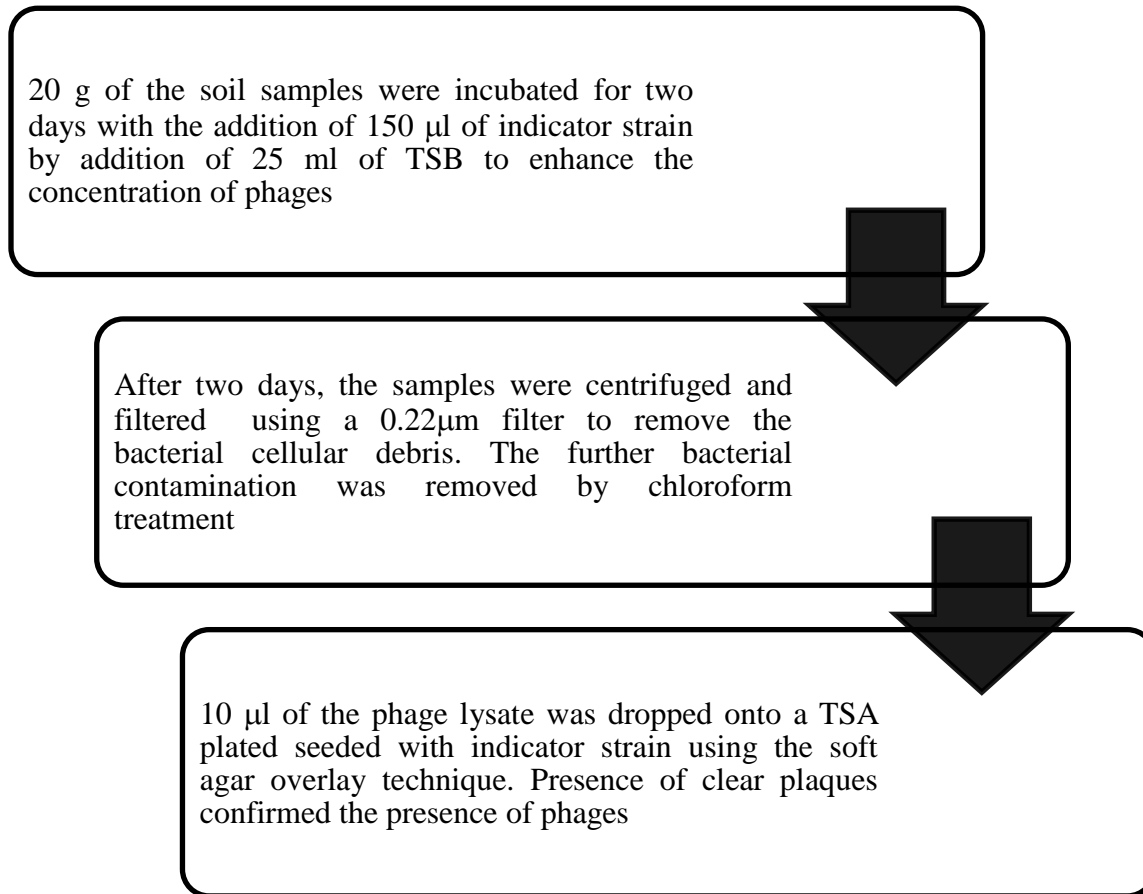 20 g of the soil samples were incubated for two
days with the addition of 150 μl of indicator strain
by addition of 25 ml of TSB to enhance the
concentration of phages
After two days, the samples were centrifuged and
filtered using a 0.22μm filter to remove the
bacterial cellular debris. The further bacterial
contamination was removed by chloroform
treatment
10 μl of the phage lysate was dropped onto a TSA
plated seeded with indicator strain using the soft
agar overlay technique. Presence of clear plaques
confirmed the presence of phages